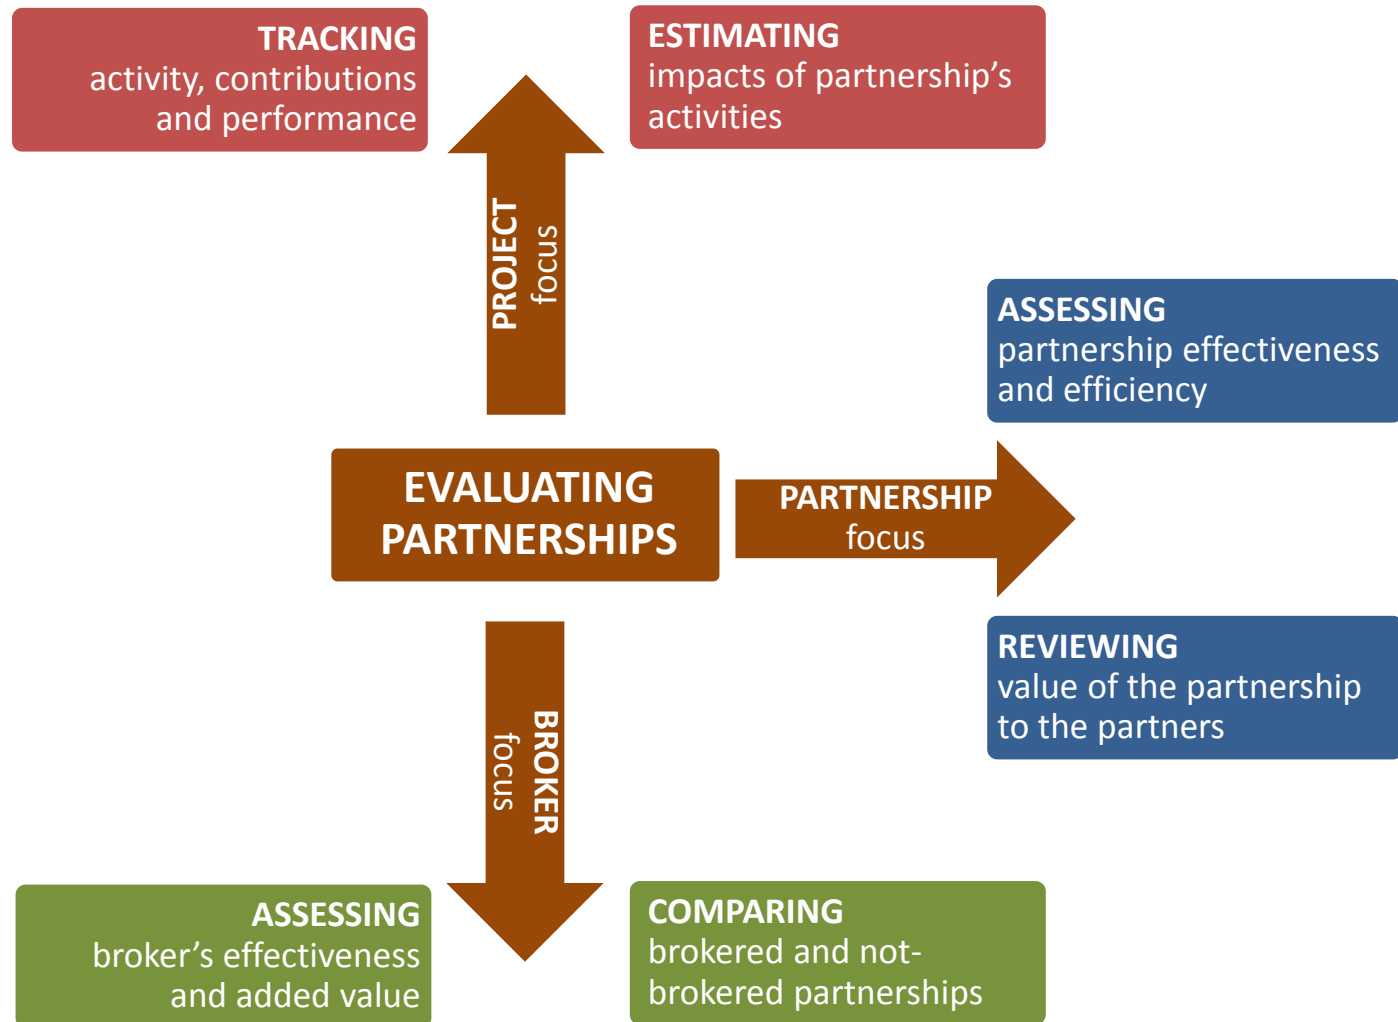 TRACKING
activity, contributions
and performance
ESTIMATING
impacts of partnership's
activities
PROJECT
focus
ASSESSING
partnership effectiveness
and efficiency
EVALUATING
PARTNERSHIPS
PARTNERSHIP
focus
REVIEWING
value of the partnership
to the partners
BROKER
focus
ASSESSING
broker's effectiveness
and added value
COMPARING
brokered and not-
brokered partnerships